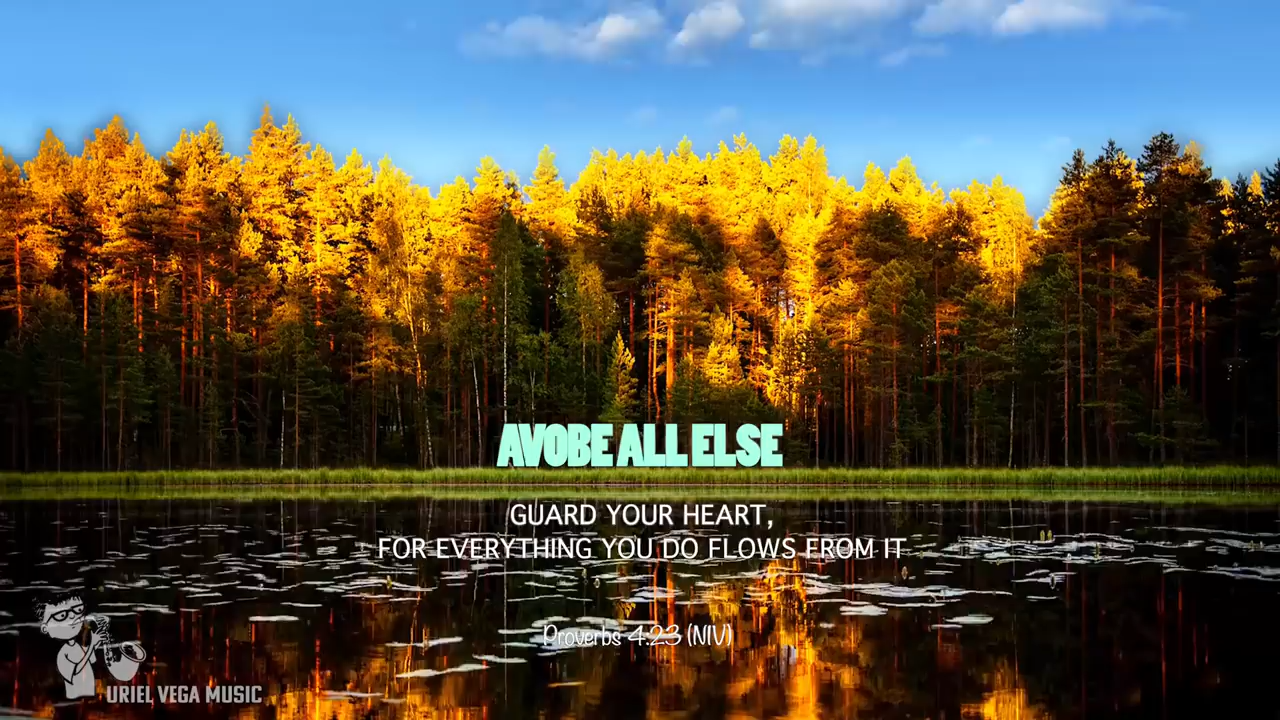 AVOBE ALL ELSE
GUARD YOUR HEART,
FOR EVERYTHING YOU DO FLOWS FROM IT
Proverbs 4:23 (NIV)
URIEL VEGA MUSIC